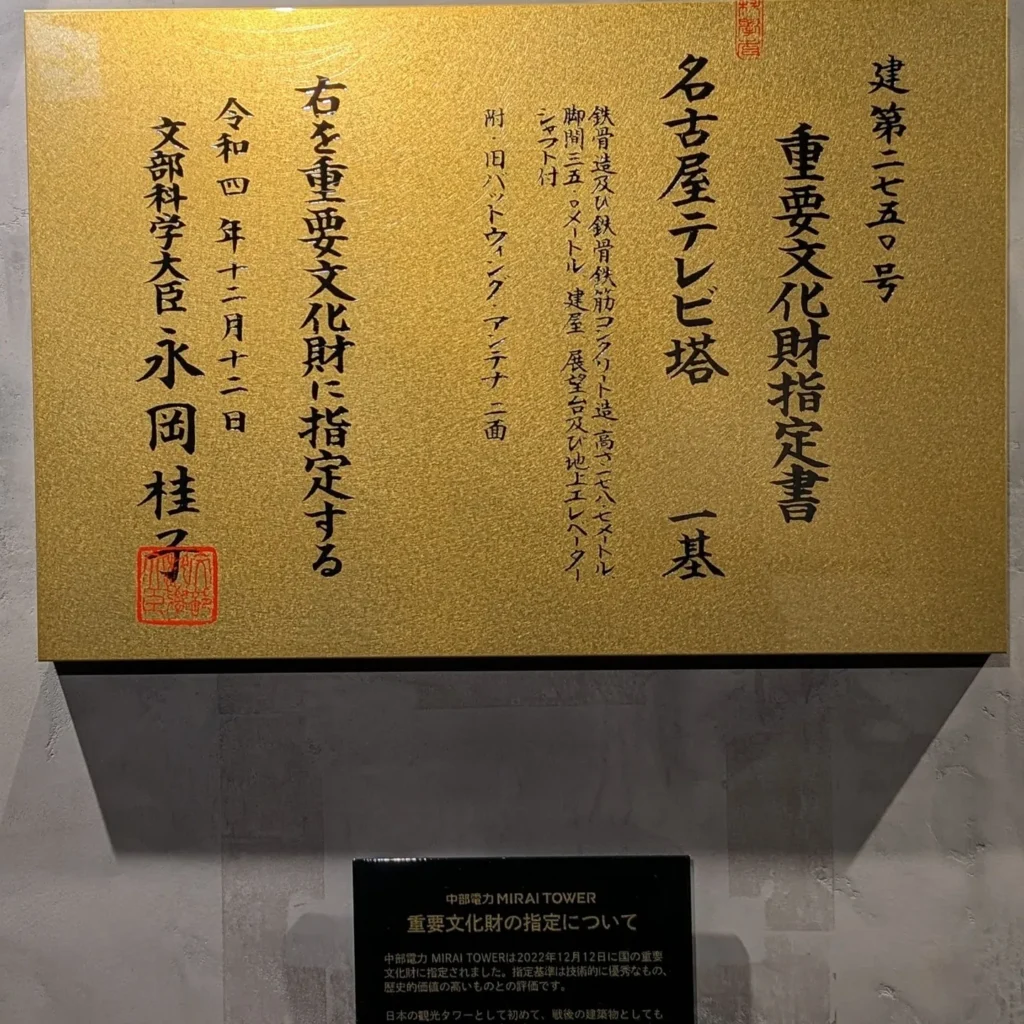 建第二七五〇号
重要文化財指定書
名古屋テレビ塔 一基
鉄骨造及び鉄骨鉄筋コンクリート造 高さ一七八・七メートル
脚間三五・〇メートル 建屋 展望台及び地上エレベーター
シャフト付
附・旧バットウィング・アンテナ 二面
右を重要文化財に指定する
令和四年十二月十二日
文部科学大臣 永岡桂子
中部電力 MIRAI TOWER
重要文化財の指定について
中部電力 MIRAI TOWERは2022年12月12日に国の重要
文化財に指定されました。指定基準は技術的に優秀なもの、
歴史的価値の高いものとの評価です。
日本の観光タワーとして初めて、戦後の建築物としても